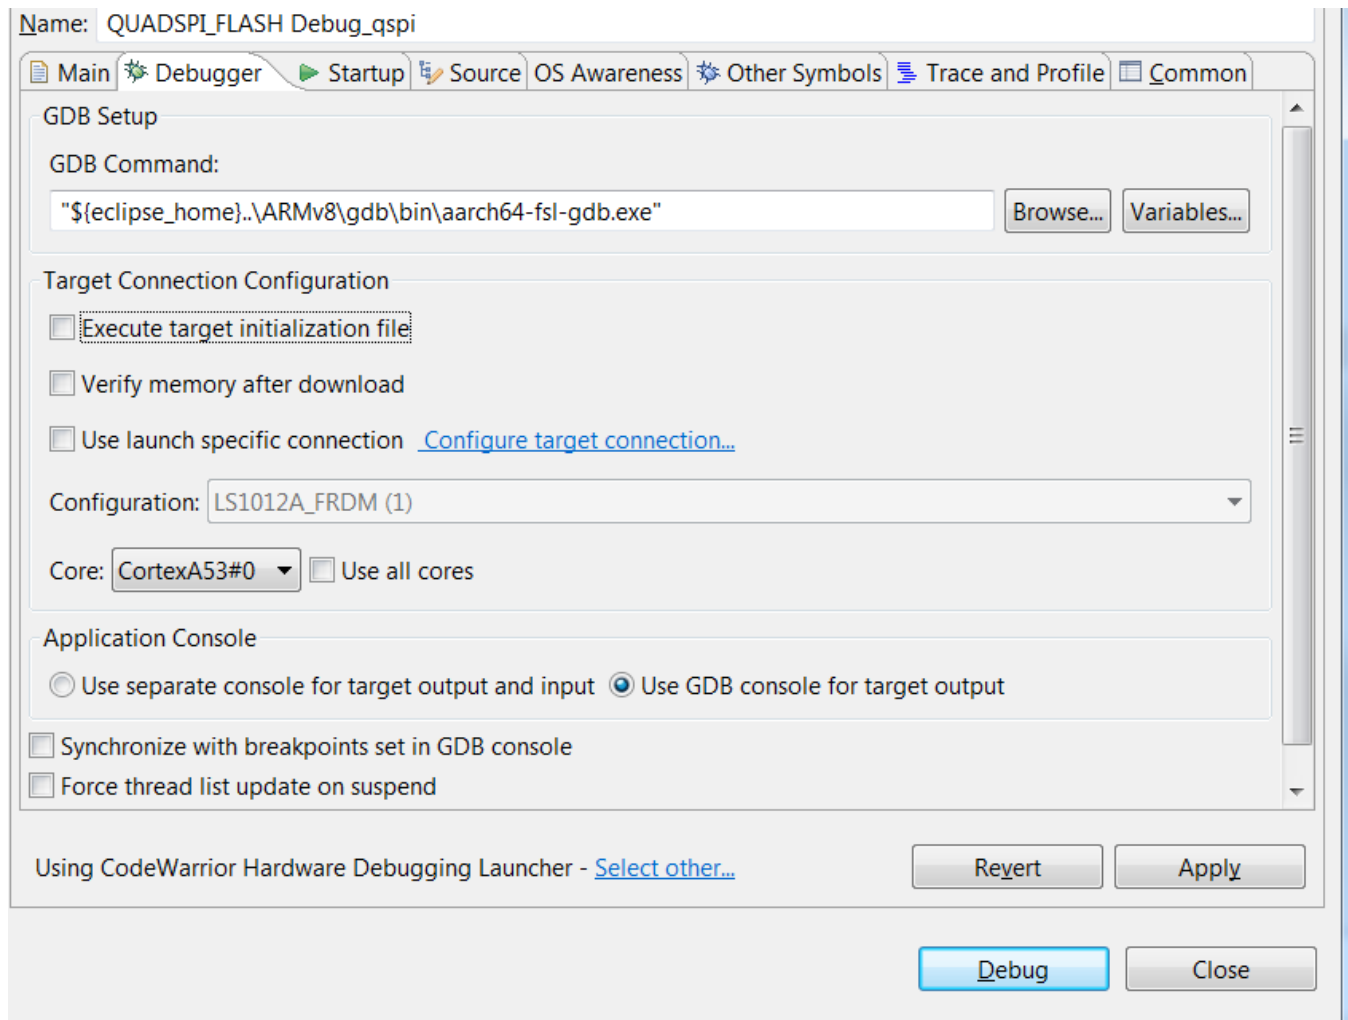 Name: QUADSPI_FLASH Debug_qspi
Main Debugger Startup Source OS Awareness Other Symbols Trace and Profile Common
GDB Setup
GDB Command:
"${eclipse_home}..\ARMv8\gdb\bin\aarch64-fsl-gdb.exe" Browse... Variables...
Target Connection Configuration
Execute target initialization file
Verify memory after download
Use launch specific connection Configure target connection...
Configuration: LS1012A_FRDM (1)
Core: CortexA53#0 Use all cores
Application Console
Use separate console for target output and input Use GDB console for target output
Synchronize with breakpoints set in GDB console
Force thread list update on suspend
Using CodeWarrior Hardware Debugging Launcher - Select other... Revert Apply
Debug Close